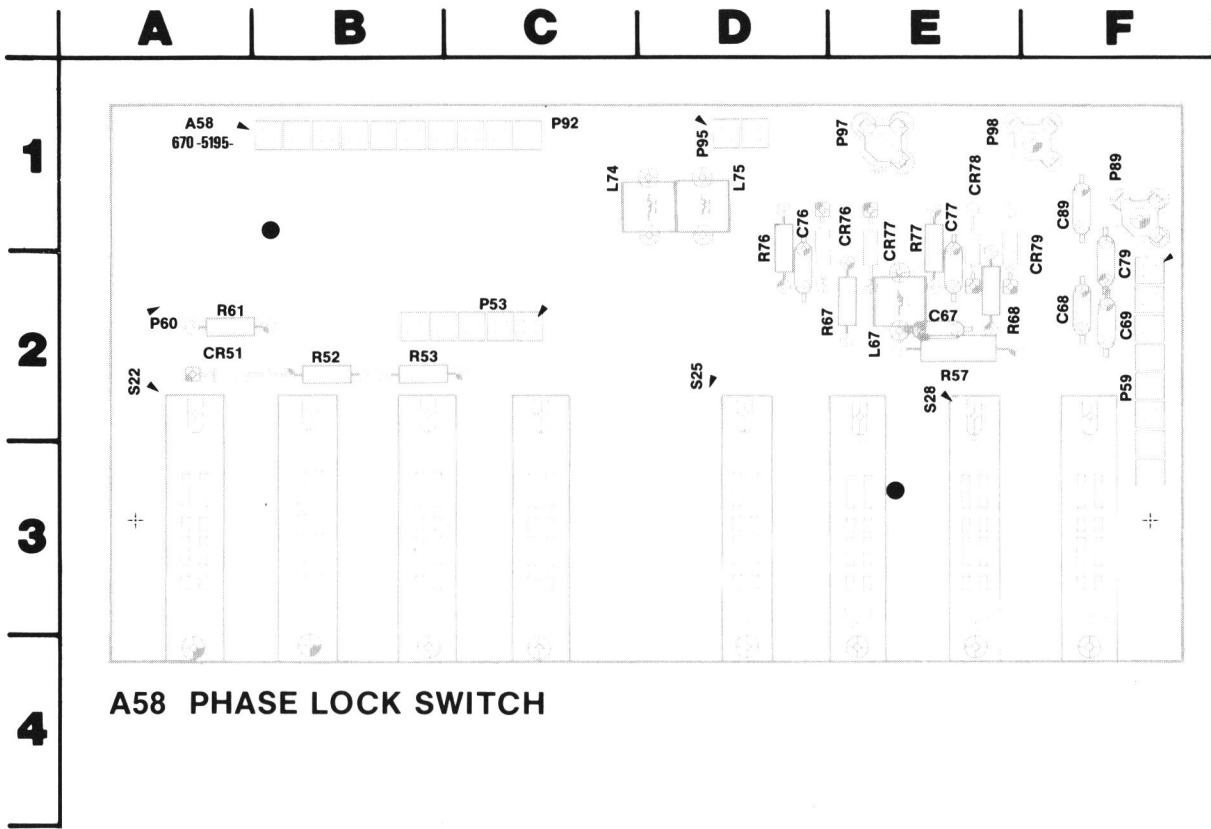 A B C D E F
1
A58
670-5195-
P92
P95
P97
P98
L74
L75
CR78
P89
C89
R76
C76
CR76
CR77
R77
C77
CR79
C79
2
P60
R61
P53
R67
L67
C67
R68
C68
C69
CR51
R52
R53
S22
S25
R57
S28
P59
3
4
A58 PHASE LOCK SWITCH